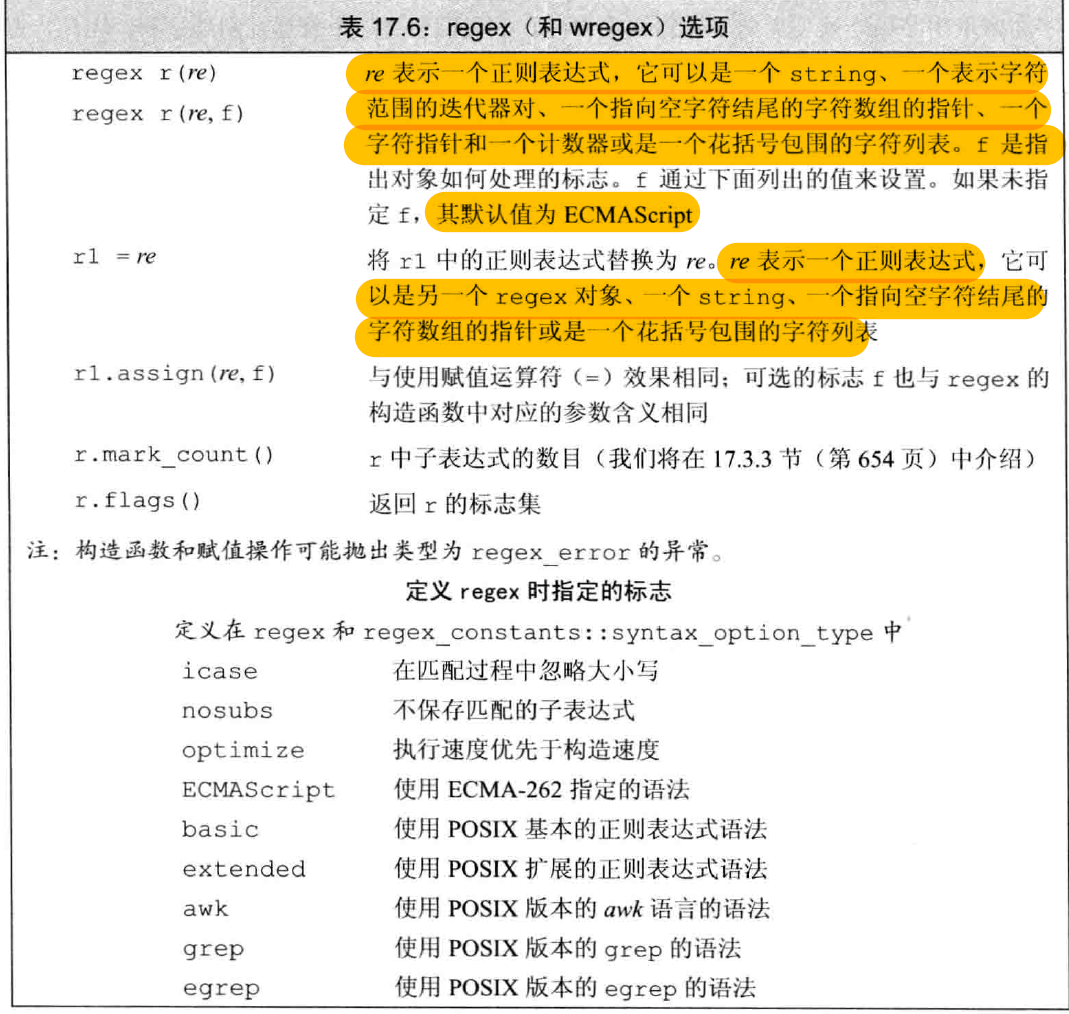 表 17.6：regex（和 wregex）选项
regex r(re) re 表示一个正则表达式，它可以是一个 string、一个表示字符
regex r(re, f) 范围的迭代器对、一个指向空字符结尾的字符数组的指针、一个
字符指针和一个计数器或是一个花括号包围的字符列表。f 是指
出对象如何处理的标志。f 通过下面列出的值来设置。如果未指
定 f，其默认值为 ECMAScript
r1 = re 将 r1 中的正则表达式替换为 re。re 表示一个正则表达式，它可
以是另一个 regex 对象、一个 string、一个指向空字符结尾的
字符数组的指针或是一个花括号包围的字符列表
r1.assign(re, f) 与使用赋值运算符（=）效果相同；可选的标志 f 也与 regex 的
构造函数中对应的参数含义相同
r.mark_count() r 中子表达式的数目（我们将在 17.3.3 节（第 654 页）中介绍）
r.flags() 返回 r 的标志集
注：构造函数和赋值操作可能抛出类型为 regex_error 的异常。
定义 regex 时指定的标志
定义在 regex 和 regex_constants::syntax_option_type 中
icase 在匹配过程中忽略大小写
nosubs 不保存匹配的子表达式
optimize 执行速度优先于构造速度
ECMAScript 使用 ECMA-262 指定的语法
basic 使用 POSIX 基本的正则表达式语法
extended 使用 POSIX 扩展的正则表达式语法
awk 使用 POSIX 版本的 awk 语言的语法
grep 使用 POSIX 版本的 grep 的语法
egrep 使用 POSIX 版本的 egrep 的语法